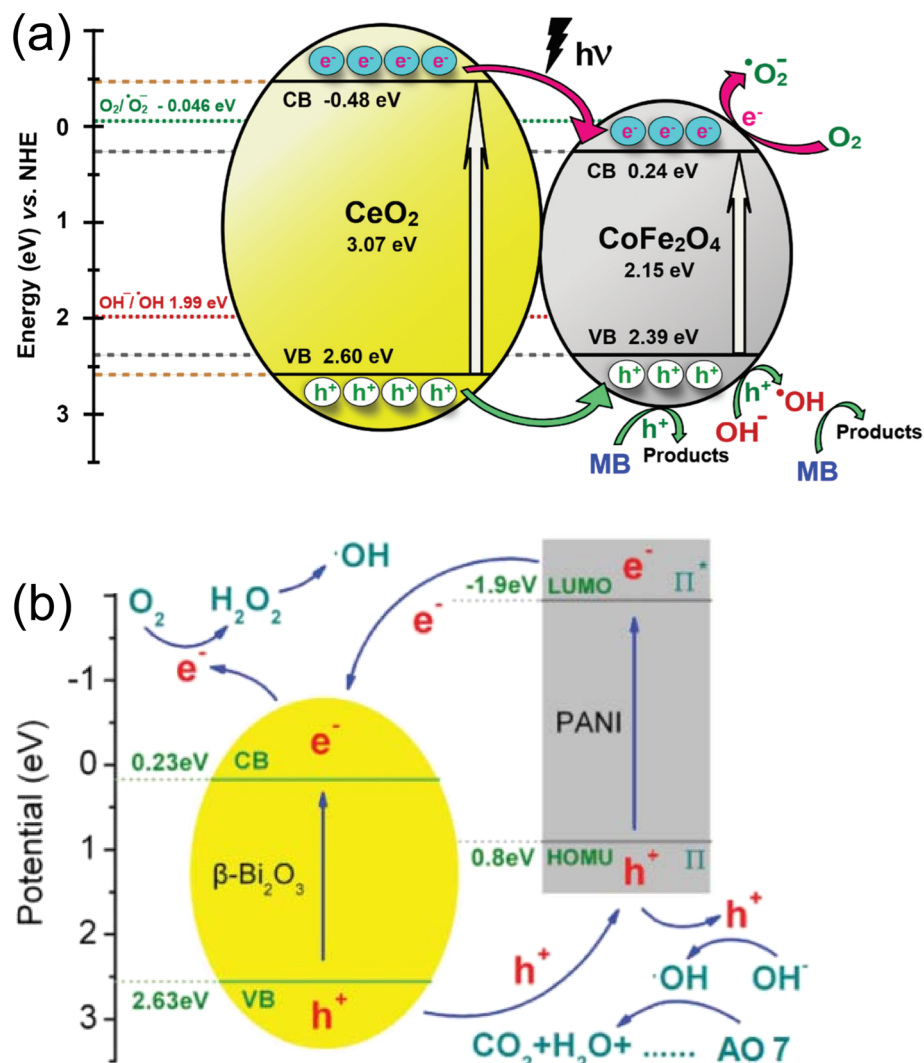 (a)
e⁻ e⁻ e⁻ e⁻
hν
•O₂⁻
CB -0.48 eV
O₂/•O₂⁻ - 0.046 eV
e⁻ e⁻ e⁻
e⁻
O₂
0
CB 0.24 eV
CeO₂
3.07 eV
CoFe₂O₄
2.15 eV
1
Energy (eV) vs. NHE
OH⁻/•OH 1.99 eV
2
VB 2.60 eV
VB 2.39 eV
h⁺ h⁺ h⁺ h⁺
h⁺ h⁺ h⁺
h⁺
•OH
3
OH⁻
h⁺
MB
Products
Products
MB
(b)
·OH
O₂
H₂O₂
e⁻
e⁻
-1.9eV
LUMO
e⁻
Π*
-1
PANI
Potential (eV)
e⁻
0
0.23eV
CB
1
0.8eV
HOMU
h⁺
Π
β-Bi₂O₃
2
h⁺
h⁺
·OH
OH⁻
2.63eV
VB
h⁺
3
CO₂+H₂O+ ...... AO 7